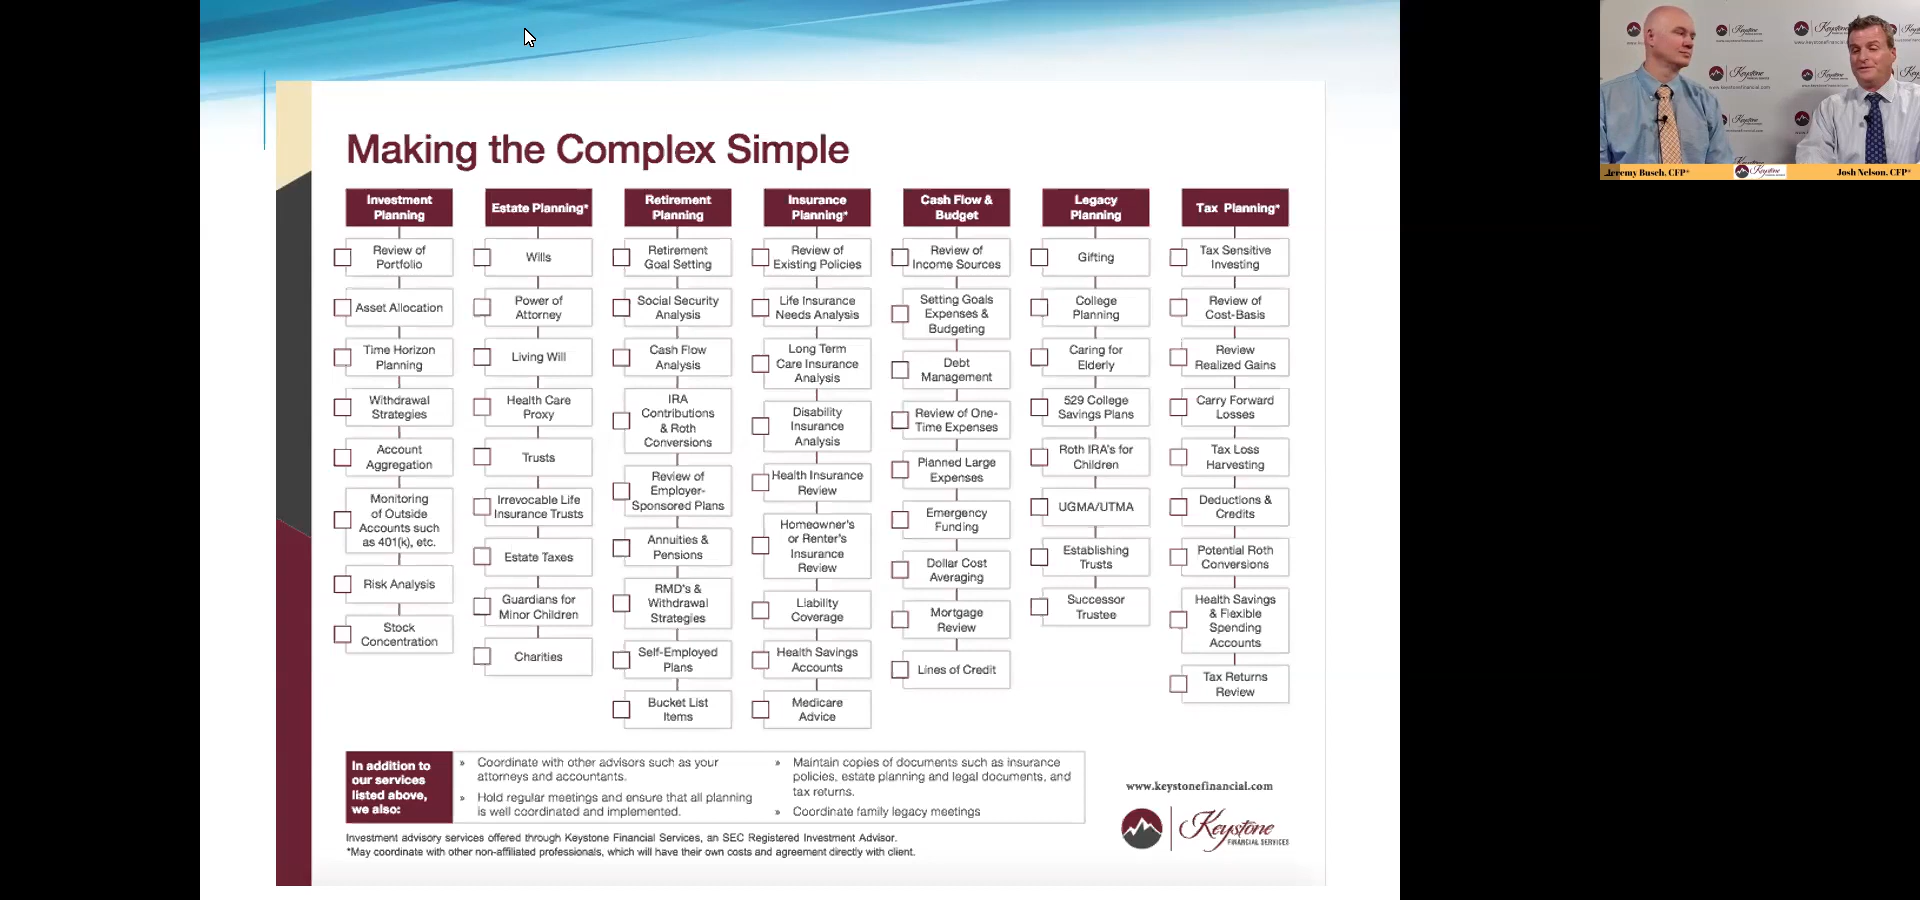 Making the Complex Simple
Investment
Planning
Review of
Portfolio
Asset Allocation
Time Horizon
Planning
Withdrawal
Strategies
Account
Aggregation
Monitoring
of Outside
Accounts such
as 401(k), etc.
Risk Analysis
Stock
Concentration
Estate Planning*
Wills
Power of
Attorney
Living Will
Health Care
Proxy
Trusts
Irrevocable Life
Insurance Trusts
Estate Taxes
Guardians for
Minor Children
Charities
Retirement
Planning
Retirement
Goal Setting
Social Security
Analysis
Cash Flow
Analysis
IRA
Contributions
& Roth
Conversions
Review of
Employer-
Sponsored Plans
Annuities &
Pensions
RMD's &
Withdrawal
Strategies
Self-Employed
Plans
Bucket List
Items
Insurance
Planning*
Review of
Existing Policies
Life Insurance
Needs Analysis
Long Term
Care Insurance
Analysis
Disability
Insurance
Analysis
Health Insurance
Review
Homeowner's
or Renter's
Insurance
Review
Liability
Coverage
Health Savings
Accounts
Medicare
Advice
Cash Flow &
Budget
Review of
Income Sources
Setting Goals
Expenses &
Budgeting
Debt
Management
Review of One-
Time Expenses
Planned Large
Expenses
Emergency
Funding
Dollar Cost
Averaging
Mortgage
Review
Lines of Credit
Legacy
Planning
Gifting
College
Planning
Caring for
Elderly
529 College
Savings Plans
Roth IRA's for
Children
UGMA/UTMA
Establishing
Trusts
Successor
Trustee
Tax Planning*
Tax Sensitive
Investing
Review of
Cost-Basis
Review
Realized Gains
Carry Forward
Losses
Tax Loss
Harvesting
Deductions &
Credits
Potential Roth
Conversions
Health Savings
& Flexible
Spending
Accounts
Tax Returns
Review
In addition to
our services
listed above,
we also:
» Coordinate with other advisors such as your
attorneys and accountants.
» Hold regular meetings and ensure that all planning
is well coordinated and implemented.
» Maintain copies of documents such as insurance
policies, estate planning and legal documents, and
tax returns.
» Coordinate family legacy meetings
Investment advisory services offered through Keystone Financial Services, an SEC Registered Investment Advisor.
*May coordinate with other non-affiliated professionals, which will have their own costs and agreement directly with client.
www.keystonefinancial.com
Keystone
FINANCIAL SERVICES
Keystone
www.keystonefinancial.com
Jeremy Busch, CFP®
Keystone
Josh Nelson, CFP®